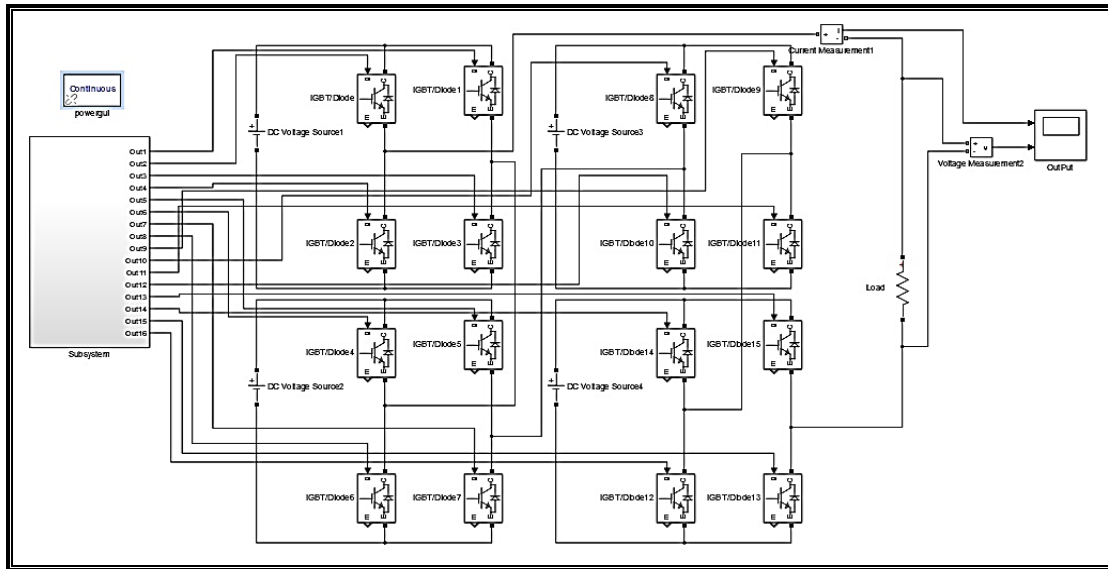 Continuous
powergui
Out1
Out2
Out3
Out4
Out5
Out6
Out7
Out8
Out9
Out10
Out11
Out12
Out13
Out14
Out15
Out16
Subsystem
IGBT/Diode
IGBT/Diode1
DC Voltage Source1
IGBT/Diode2
IGBT/Diode3
IGBT/Diode4
IGBT/Diode5
DC Voltage Source2
IGBT/Diode6
IGBT/Diode7
IGBT/Diode8
IGBT/Diode9
DC Voltage Source3
IGBT/Diode10
IGBT/Diode11
IGBT/Diode14
IGBT/Diode15
DC Voltage Source4
IGBT/Diode12
IGBT/Diode13
Current Measurement1
Voltage Measurement2
OutPut
Load